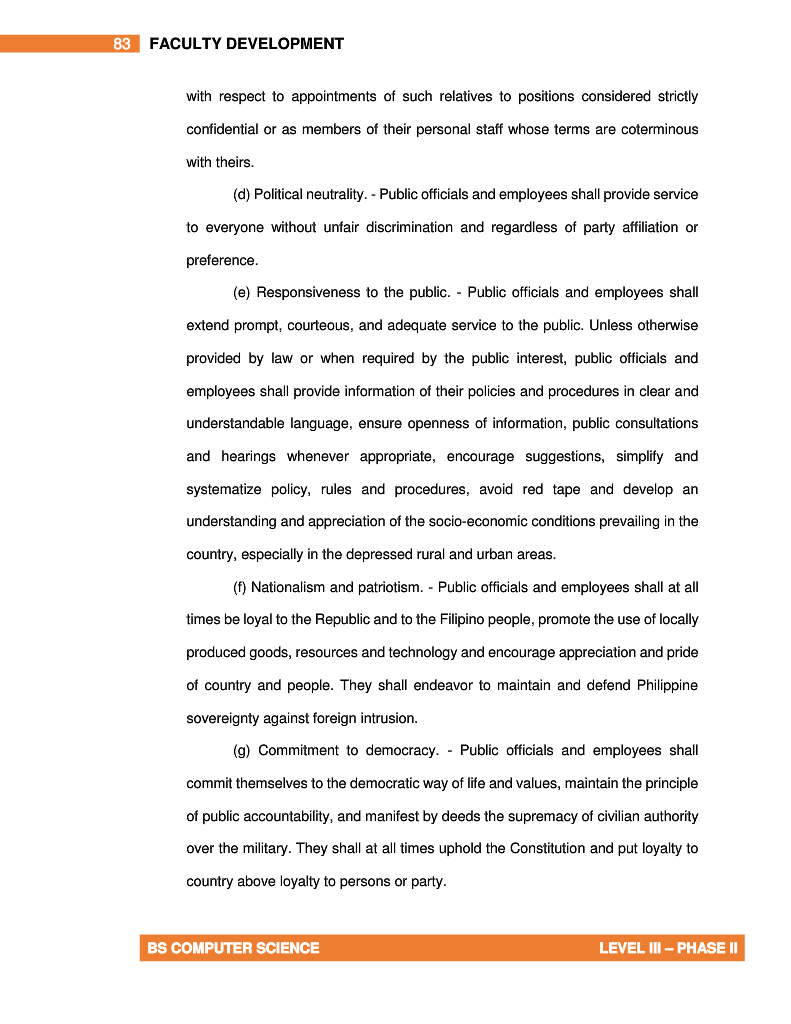 83 FACULTY DEVELOPMENT
with respect to appointments of such relatives to positions considered strictly
confidential or as members of their personal staff whose terms are coterminous
with theirs.
(d) Political neutrality. - Public officials and employees shall provide service
to everyone without unfair discrimination and regardless of party affiliation or
preference.
(e) Responsiveness to the public. - Public officials and employees shall
extend prompt, courteous, and adequate service to the public. Unless otherwise
provided by law or when required by the public interest, public officials and
employees shall provide information of their policies and procedures in clear and
understandable language, ensure openness of information, public consultations
and hearings whenever appropriate, encourage suggestions, simplify and
systematize policy, rules and procedures, avoid red tape and develop an
understanding and appreciation of the socio-economic conditions prevailing in the
country, especially in the depressed rural and urban areas.
(f) Nationalism and patriotism. - Public officials and employees shall at all
times be loyal to the Republic and to the Filipino people, promote the use of locally
produced goods, resources and technology and encourage appreciation and pride
of country and people. They shall endeavor to maintain and defend Philippine
sovereignty against foreign intrusion.
(g) Commitment to democracy. - Public officials and employees shall
commit themselves to the democratic way of life and values, maintain the principle
of public accountability, and manifest by deeds the supremacy of civilian authority
over the military. They shall at all times uphold the Constitution and put loyalty to
country above loyalty to persons or party.
BS COMPUTER SCIENCE LEVEL III – PHASE II